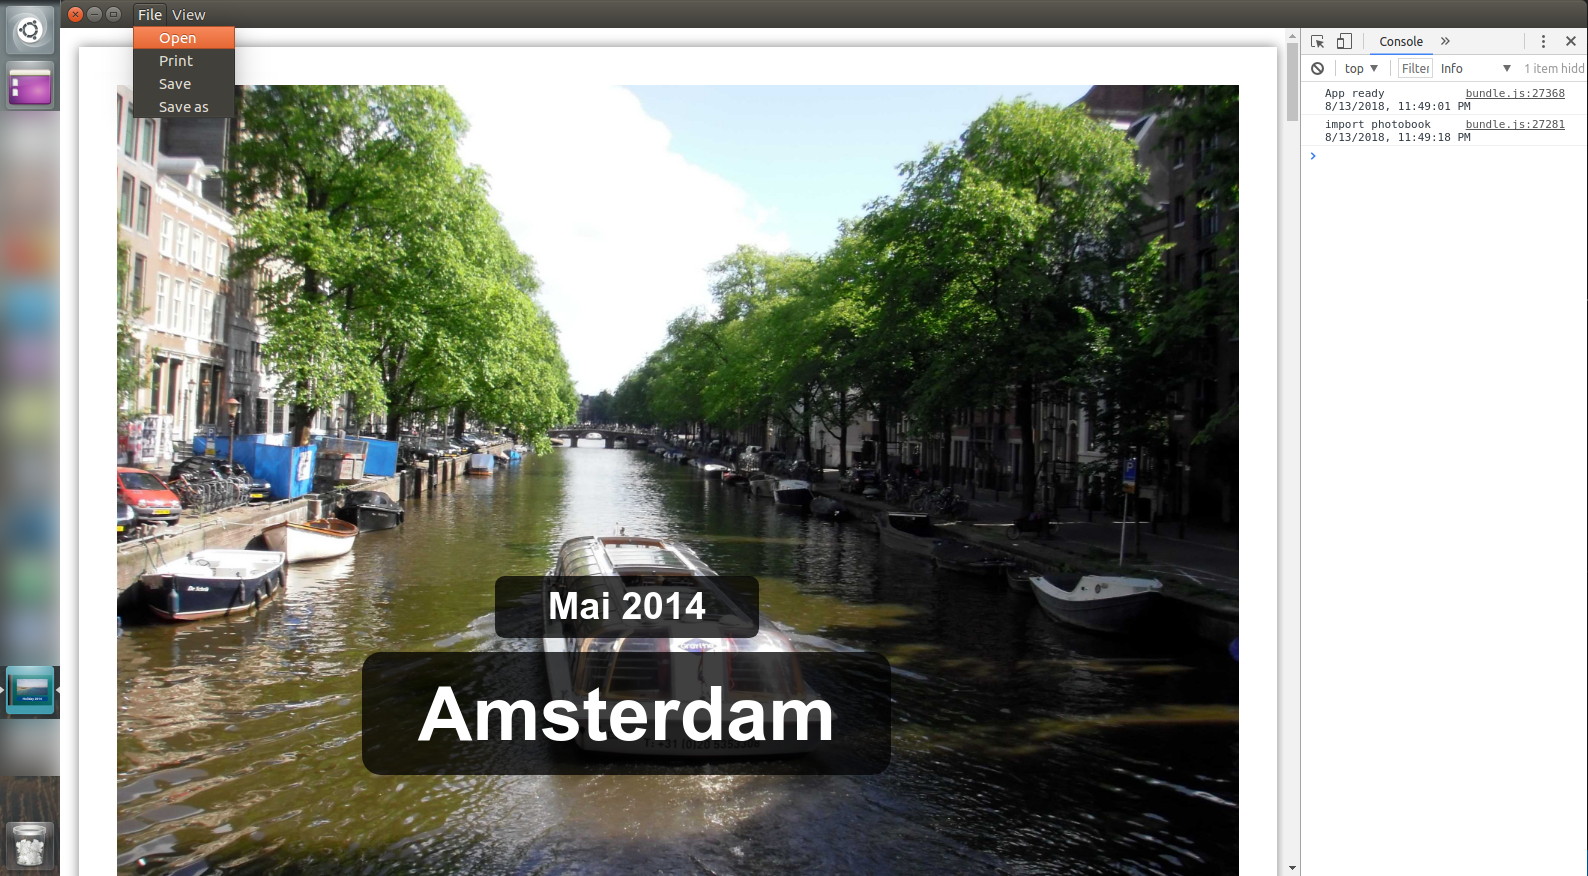 File View
Open
Print
Save
Save as
Console
top
Filter
Info
1 item hidd
App ready bundle.js:27368
8/13/2018, 11:49:01 PM
import photobook bundle.js:27281
8/13/2018, 11:49:18 PM
Mai 2014
Amsterdam